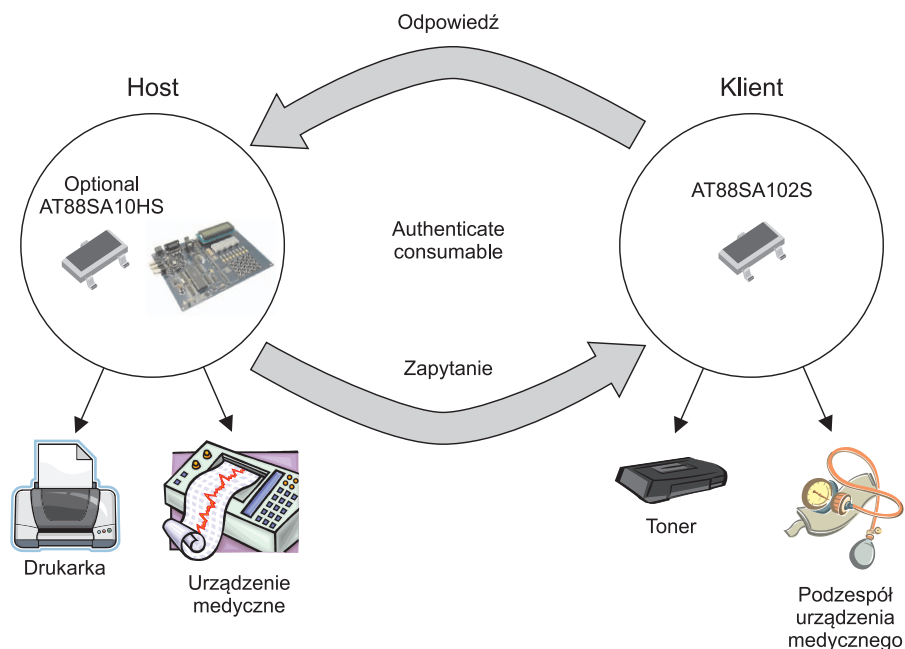 Odpowiedź
Host
Klient
Optional
AT88SA10HS
AT88SA102S
Authenticate
consumable
Zapytanie
Drukarka
Urządzenie
medyczne
Toner
Podzespół
urządzenia
medycznego